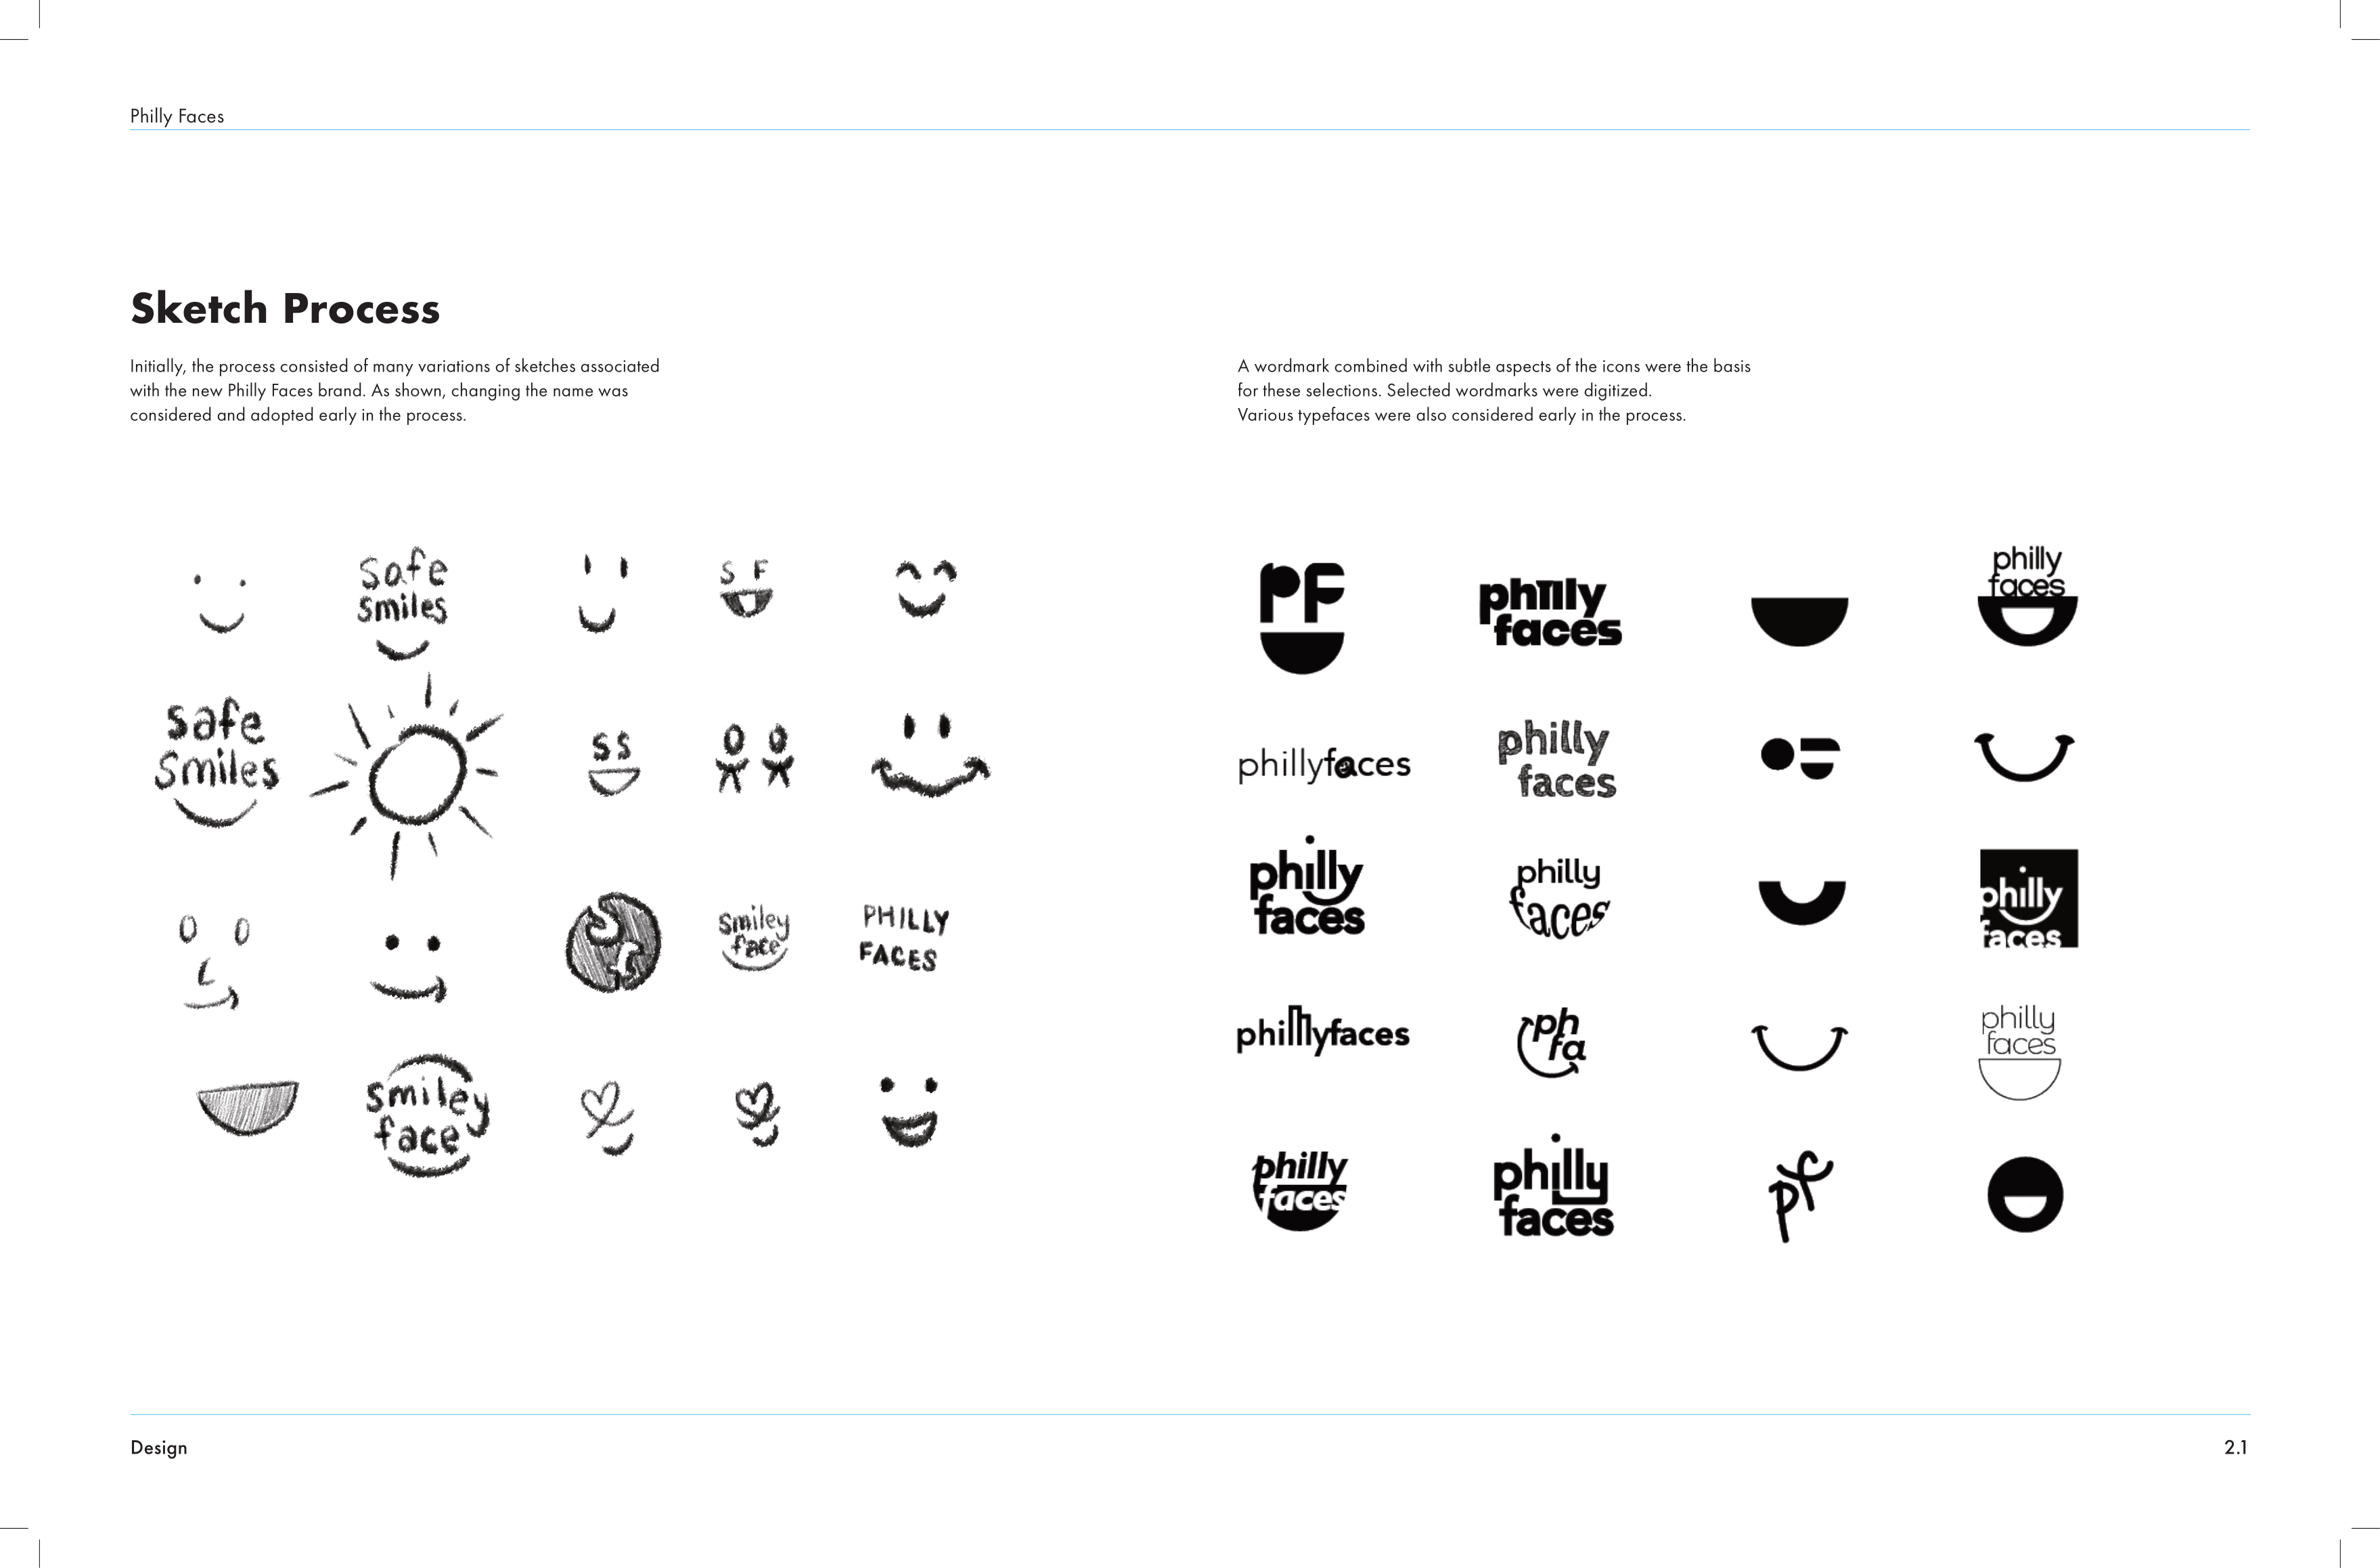 Philly Faces
Sketch Process
Initially, the process consisted of many variations of sketches associated
with the new Philly Faces brand. As shown, changing the name was
considered and adopted early in the process.
A wordmark combined with subtle aspects of the icons were the basis
for these selections. Selected wordmarks were digitized.
Various typefaces were also considered early in the process.
safe
smiles
S F
safe
smiles
SS
smiley
face
PHILLY
FACES
smiley
face
PF
philly
faces
philly
faces
phillyfaces
philly
faces
philly
faces
philly
faces
philly
faces
phillyfaces
ph
fa
philly
faces
philly
faces
philly
faces
pf
Design
2.1